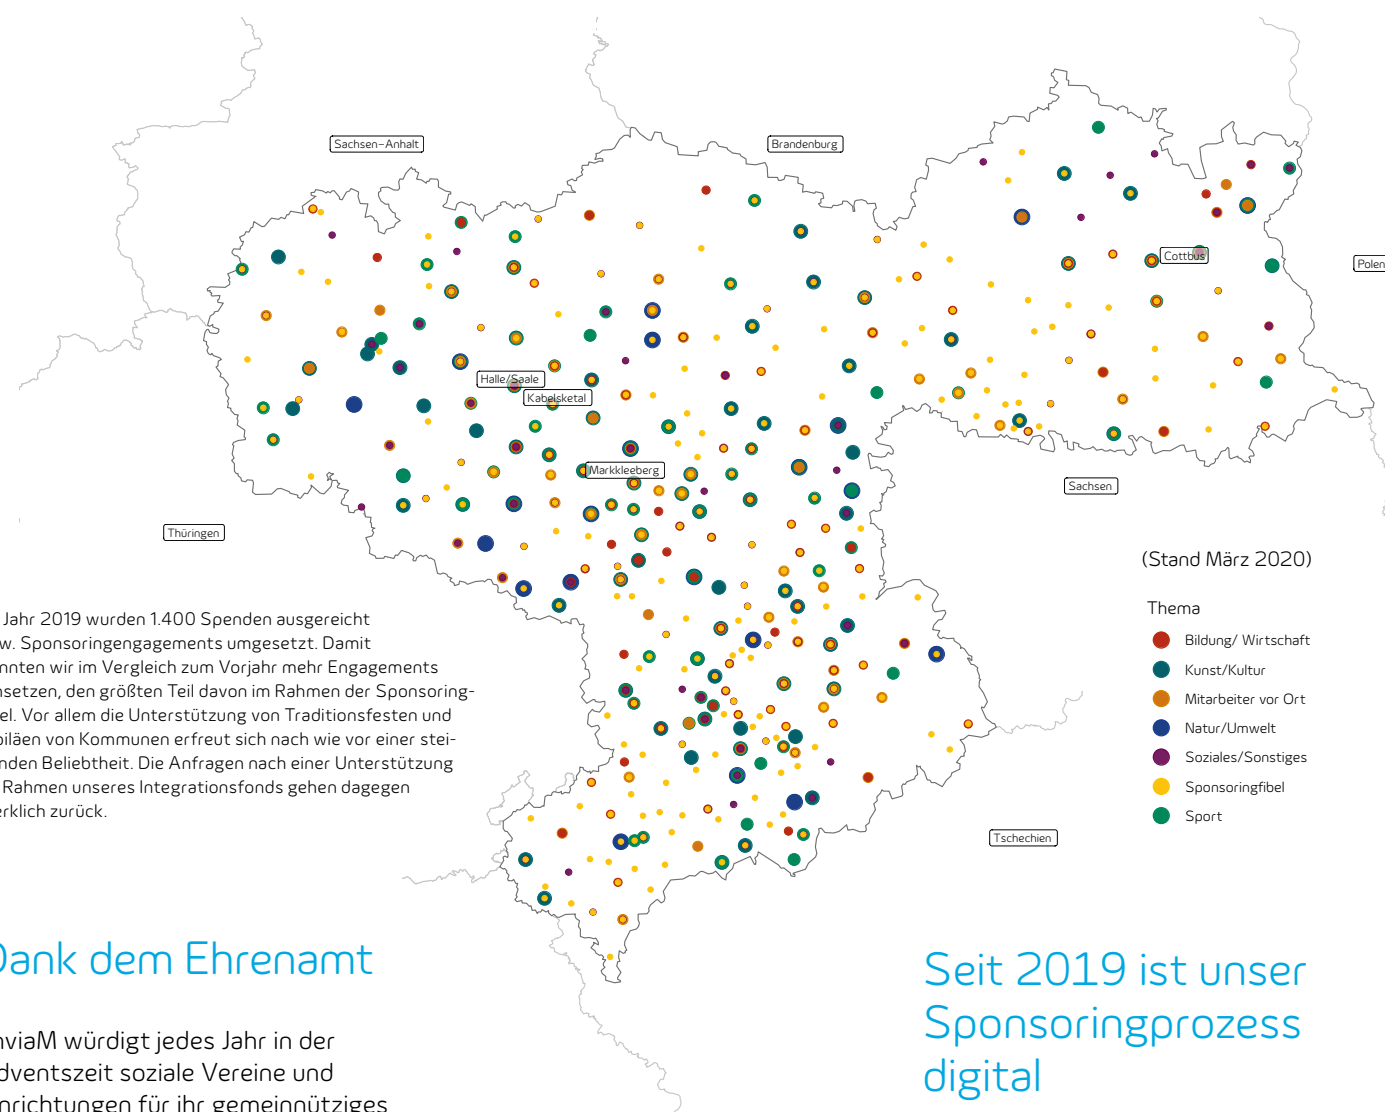 Sachsen-Anhalt
Brandenburg
Cottbus
Polen
Halle/Saale
Kabelsketal
Markkleeberg
Sachsen
Thüringen
(Stand März 2020)
Thema
Bildung/ Wirtschaft
Kunst/Kultur
Mitarbeiter vor Ort
Natur/Umwelt
Soziales/Sonstiges
Sponsoringfibel
Sport
Tschechien
Jahr 2019 wurden 1.400 Spenden ausgereicht
w. Sponsoringengagements umgesetzt. Damit
nnten wir im Vergleich zum Vorjahr mehr Engagements
nsetzen, den größten Teil davon im Rahmen der Sponsoring-
el. Vor allem die Unterstützung von Traditionsfesten und
biläen von Kommunen erfreut sich nach wie vor einer stei-
nden Beliebtheit. Die Anfragen nach einer Unterstützung
Rahmen unseres Integrationsfonds gehen dagegen
erklich zurück.
Dank dem Ehrenamt
nviaM würdigt jedes Jahr in der
dventszeit soziale Vereine und
nrichtungen für ihr gemeinnütziges
Seit 2019 ist unser
Sponsoringprozess
digital